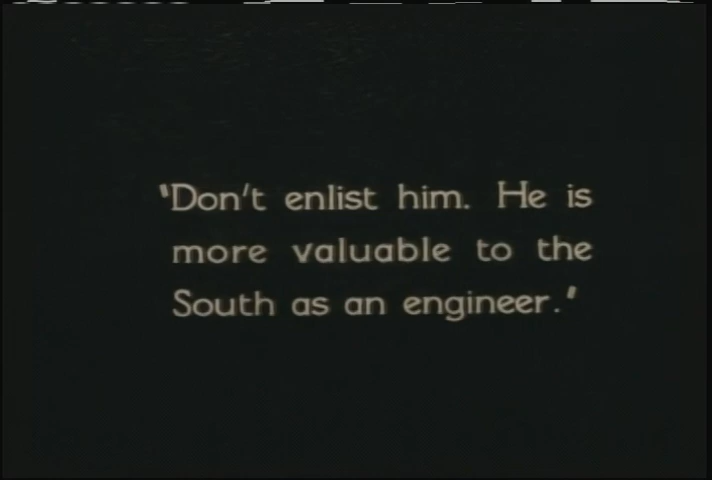 'Don't enlist him. He is
more valuable to the
South as an engineer.'